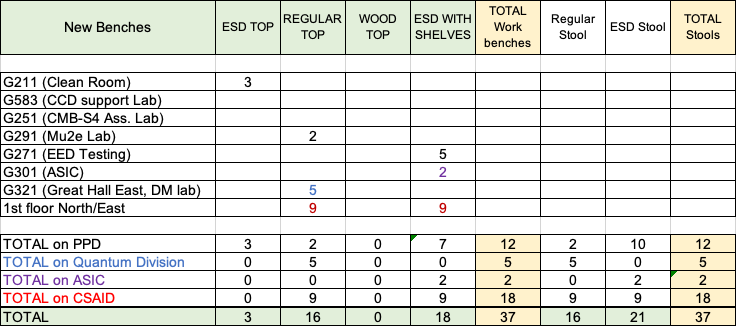 New Benches ESD TOP REGULAR TOP WOOD TOP ESD WITH SHELVES TOTAL Work benches Regular Stool ESD Stool TOTAL Stools
G211 (Clean Room) 3
G583 (CCD support Lab)
G251 (CMB-S4 Ass. Lab)
G291 (Mu2e Lab) 2
G271 (EED Testing) 5
G301 (ASIC) 2
G321 (Great Hall East, DM lab) 5
1st floor North/East 9 9
TOTAL on PPD 3 2 0 7 12 2 10 12
TOTAL on Quantum Division 0 5 0 0 5 5 0 5
TOTAL on ASIC 0 0 0 2 2 0 2 2
TOTAL on CSAID 0 9 0 9 18 9 9 18
TOTAL 3 16 0 18 37 16 21 37